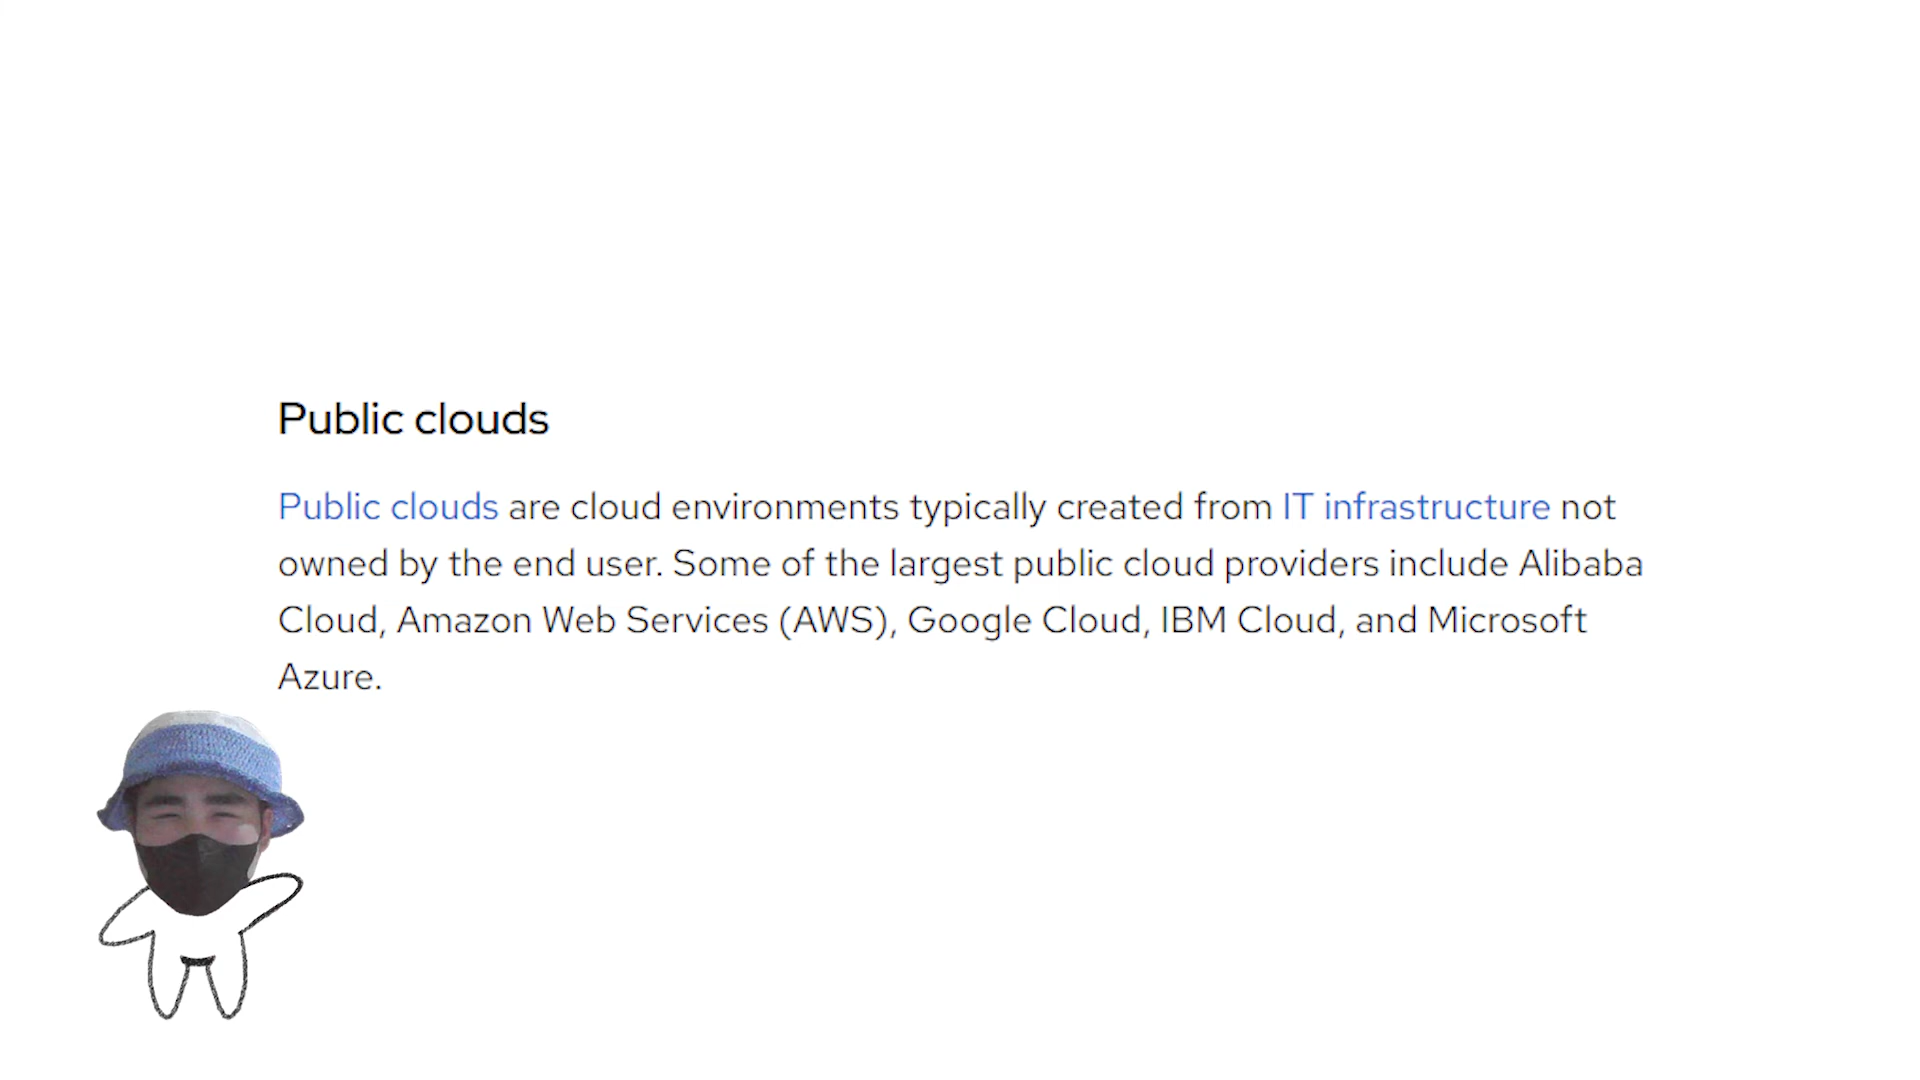 Public clouds
Public clouds are cloud environments typically created from IT infrastructure not
owned by the end user. Some of the largest public cloud providers include Alibaba
Cloud, Amazon Web Services (AWS), Google Cloud, IBM Cloud, and Microsoft
Azure.